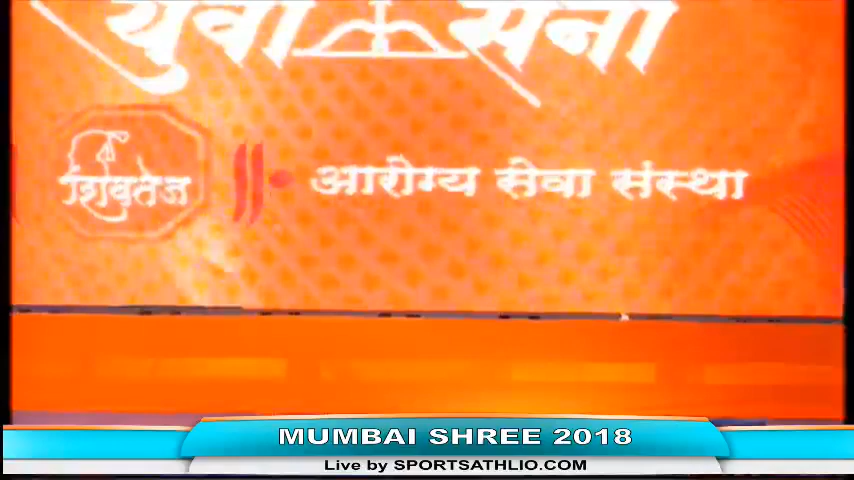 युवा सेना
शिवतेज
आरोग्य सेवा संस्था
MUMBAI SHREE 2018
Live by SPORTSATHLIO.COM